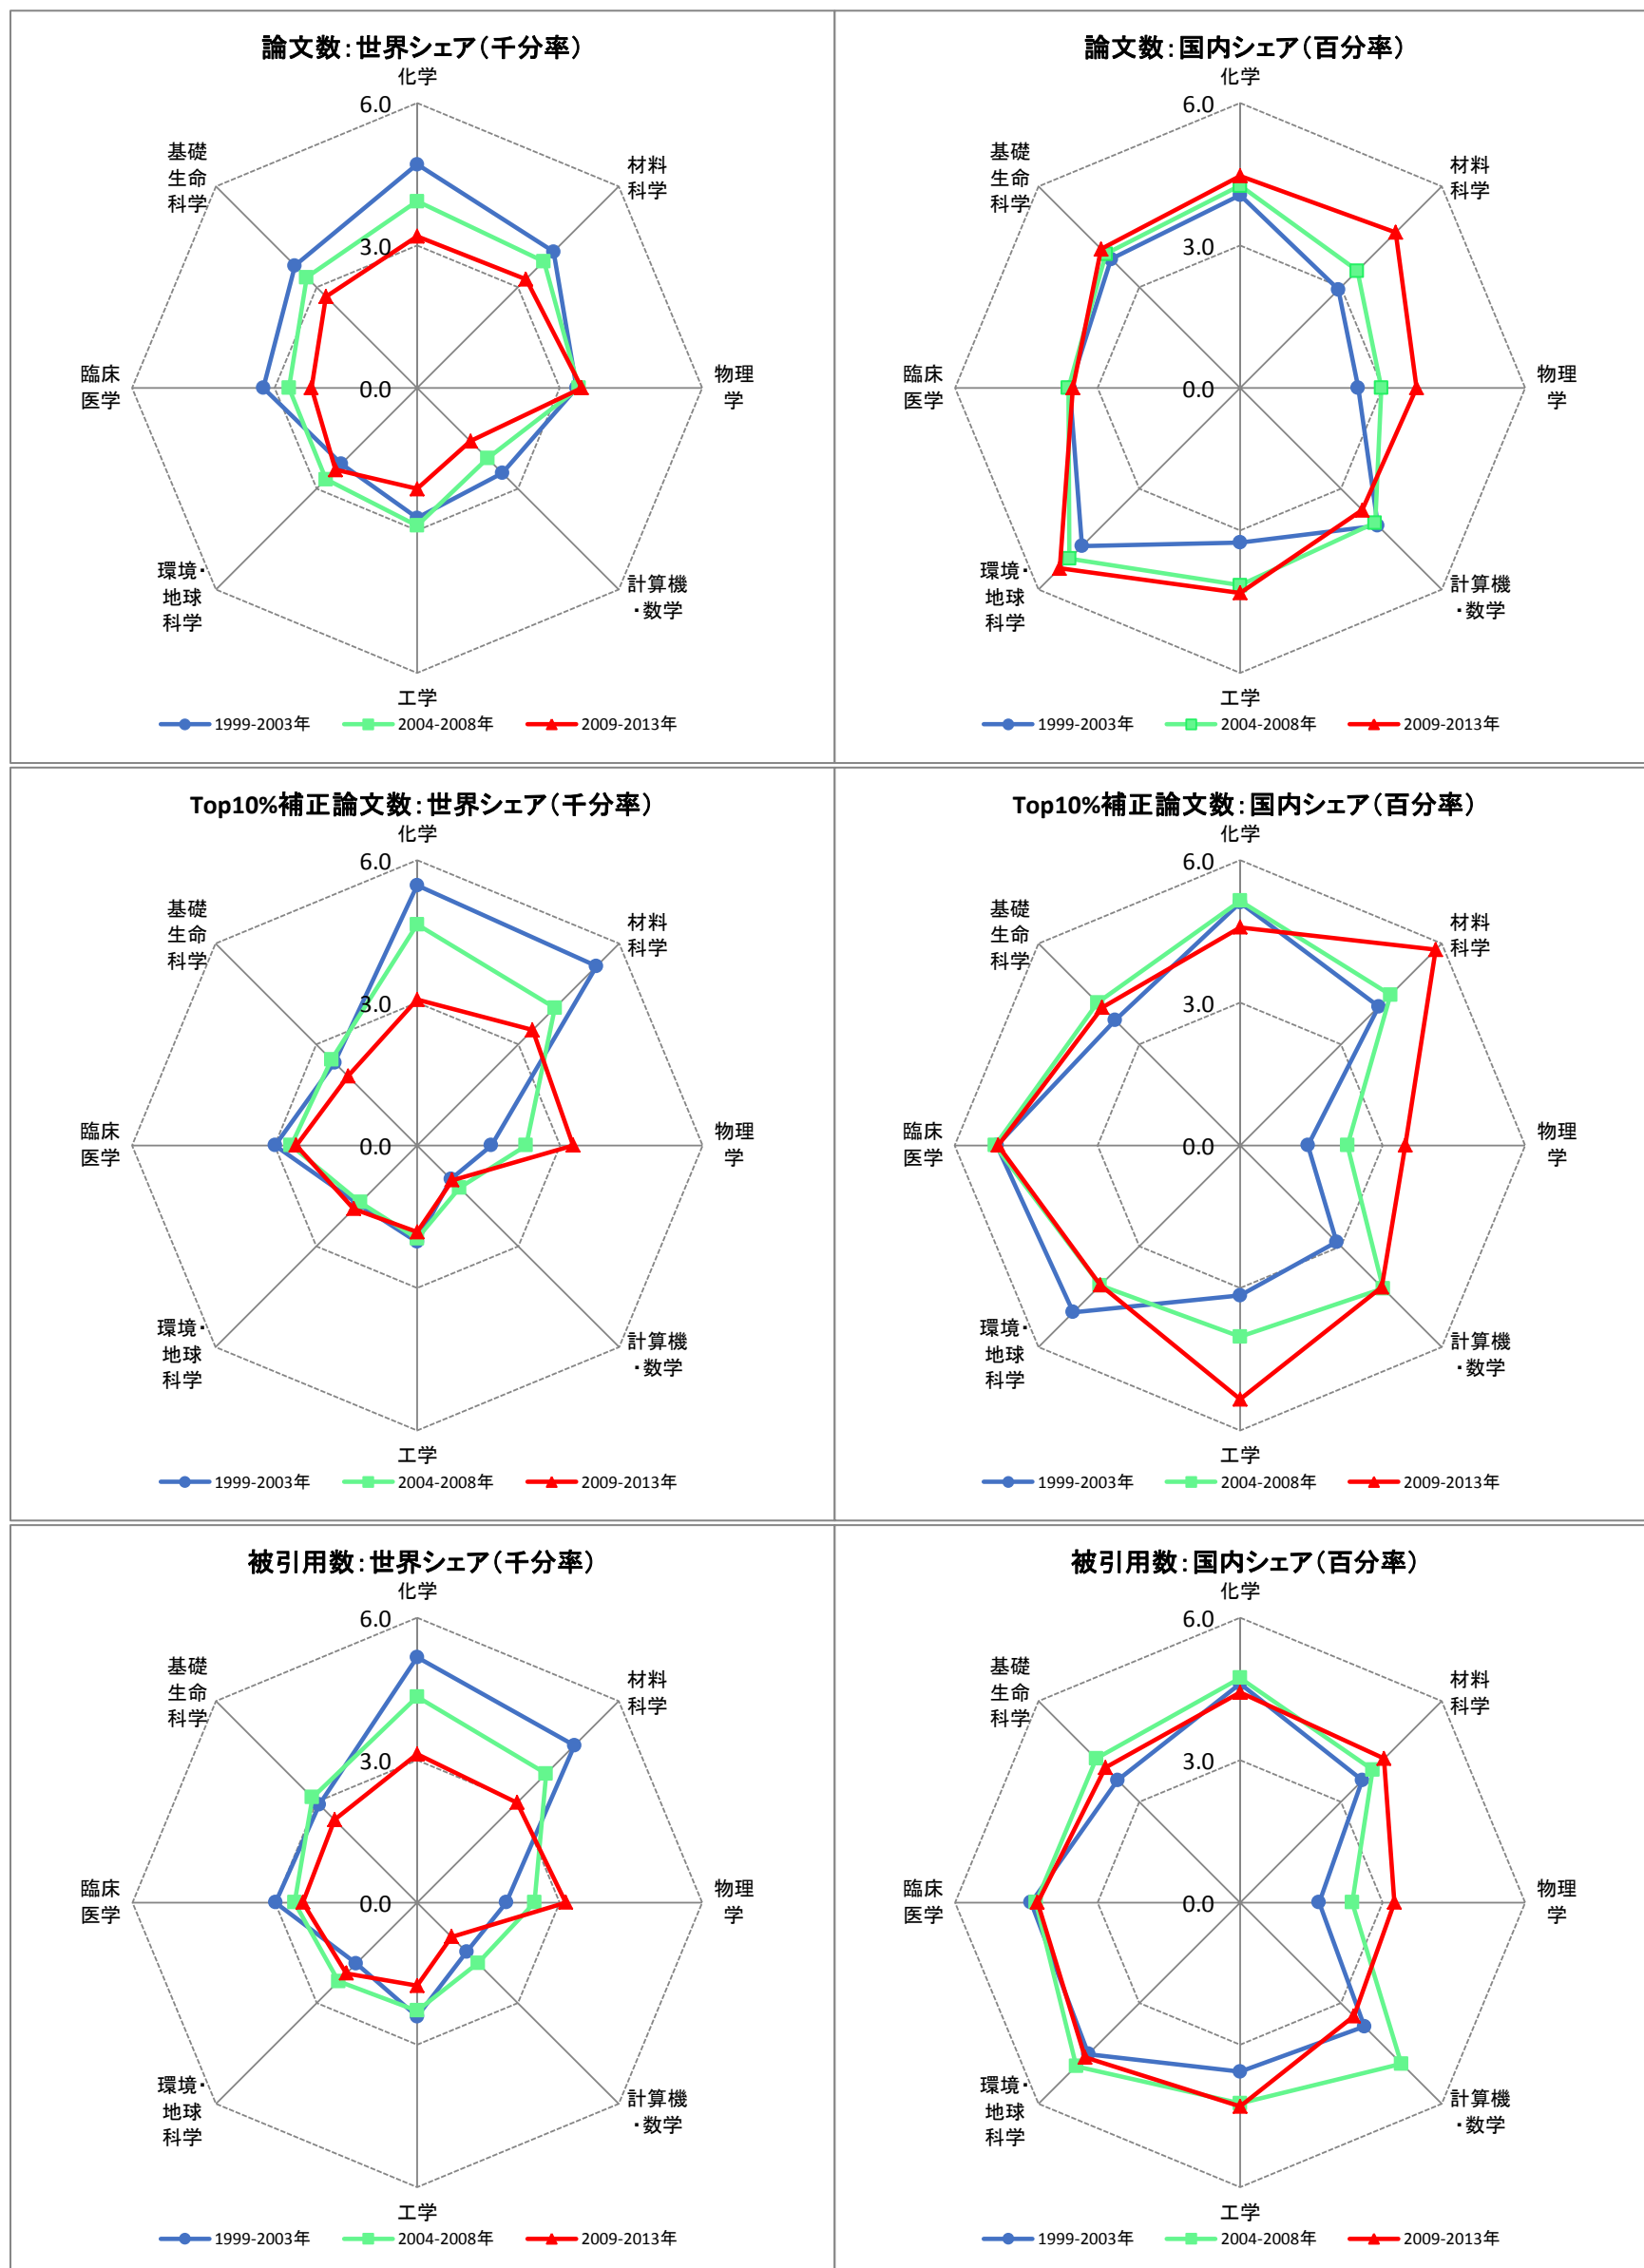 論文数：世界シェア（千分率）
化学
6.0
基礎
生命
科学
材料
科学
3.0
臨床
医学
0.0
物理
学
環境・
地球
科学
計算機
・数学
工学
1999-2003年 2004-2008年 2009-2013年
論文数：国内シェア（百分率）
化学
6.0
基礎
生命
科学
材料
科学
3.0
臨床
医学
0.0
物理
学
環境・
地球
科学
計算機
・数学
工学
1999-2003年 2004-2008年 2009-2013年
Top10%補正論文数：世界シェア（千分率）
化学
6.0
基礎
生命
科学
材料
科学
3.0
臨床
医学
0.0
物理
学
環境・
地球
科学
計算機
・数学
工学
1999-2003年 2004-2008年 2009-2013年
Top10%補正論文数：国内シェア（百分率）
化学
6.0
基礎
生命
科学
材料
科学
3.0
臨床
医学
0.0
物理
学
環境・
地球
科学
計算機
・数学
工学
1999-2003年 2004-2008年 2009-2013年
被引用数：世界シェア（千分率）
化学
6.0
基礎
生命
科学
材料
科学
3.0
臨床
医学
0.0
物理
学
環境・
地球
科学
計算機
・数学
工学
1999-2003年 2004-2008年 2009-2013年
被引用数：国内シェア（百分率）
化学
6.0
基礎
生命
科学
材料
科学
3.0
臨床
医学
0.0
物理
学
環境・
地球
科学
計算機
・数学
工学
1999-2003年 2004-2008年 2009-2013年